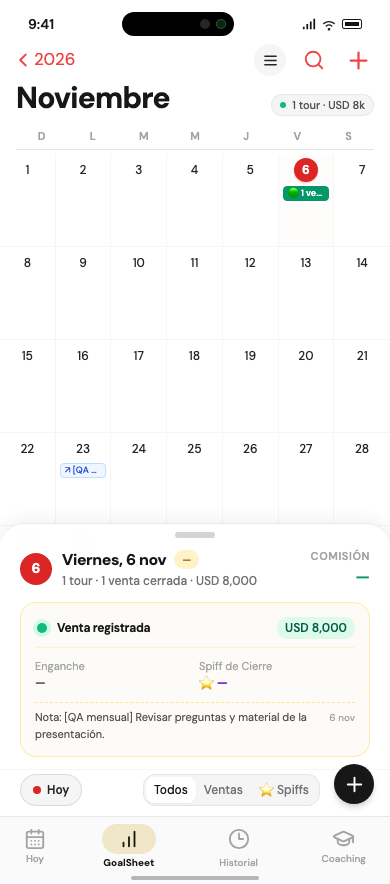 9:41
2026
Noviembre
1 tour · USD 8k
D L M M J V S
1 2 3 4 5 6 7
1 ve…
8 9 10 11 12 13 14
15 16 17 18 19 20 21
22 23 24 25 26 27 28
[QA …
6
Viernes, 6 nov –
COMISIÓN
1 tour · 1 venta cerrada · USD 8,000
–
Venta registrada
USD 8,000
Enganche
Spiff de Cierre
–
⭐ –
Nota: [QA mensual] Revisar preguntas y material de la
presentación.
6 nov
Hoy
Todos Ventas ⭐ Spiffs
Hoy GoalSheet Historial Coaching